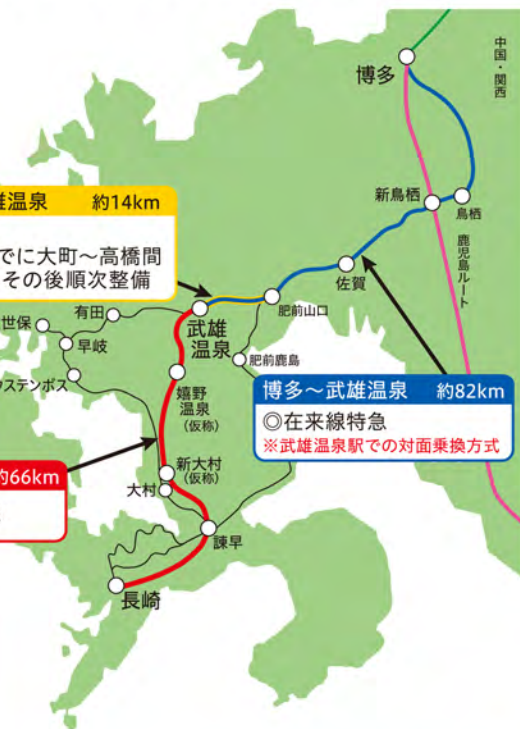 中国・関西
博多
新鳥栖
鳥栖
鹿児島ルート
佐賀
雄温泉 約14km
でに大町～高橋間
その後順次整備
肥前山口
有田
武雄
温泉
世保
早岐
肥前鹿島
ウステンボス
嬉野
温泉
（仮称）
博多～武雄温泉 約82km
◎在来線特急
※武雄温泉駅での対面乗換方式
約66km
新大村
（仮称）
大村
諫早
長崎